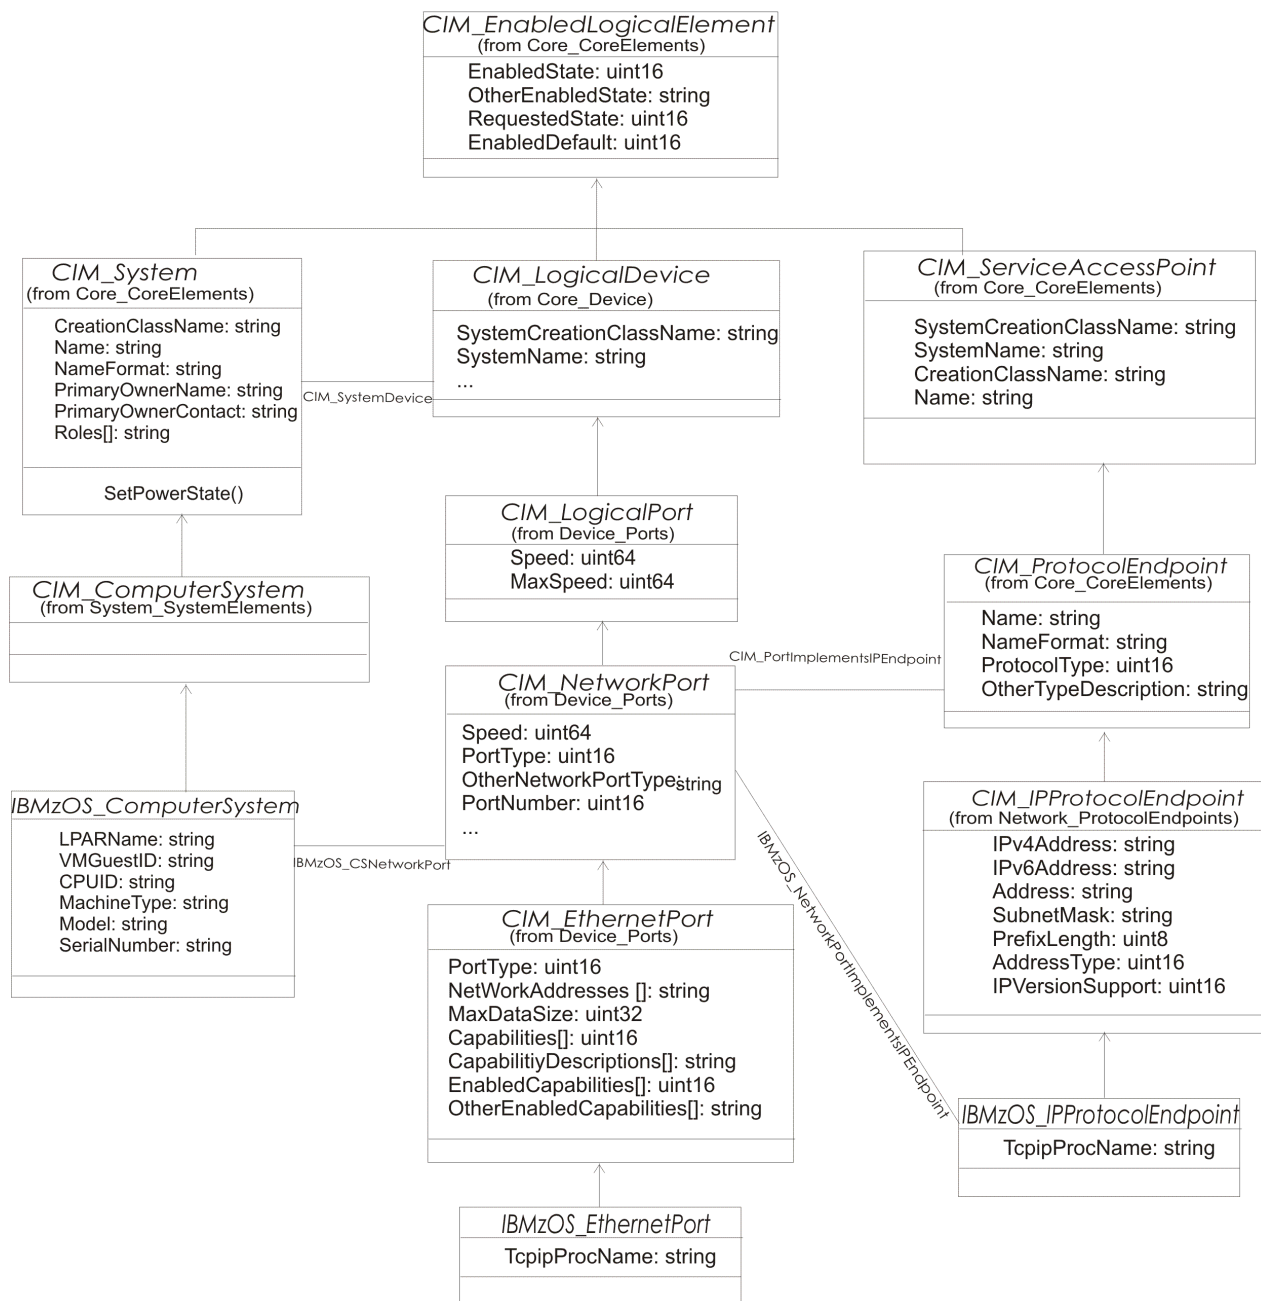 CIM_EnabledLogicalElement
(from Core_CoreElements)
EnabledState: uint16
OtherEnabledState: string
RequestedState: uint16
EnabledDefault: uint16
CIM_System
(from Core_CoreElements)
CreationClassName: string
Name: string
NameFormat: string
PrimaryOwnerName: string
PrimaryOwnerContact: string
Roles[]: string
SetPowerState()
CIM_SystemDevice
CIM_LogicalDevice
(from Core_Device)
SystemCreationClassName: string
SystemName: string
...
CIM_ServiceAccessPoint
(from Core_CoreElements)
SystemCreationClassName: string
SystemName: string
CreationClassName: string
Name: string
CIM_ComputerSystem
(from System_SystemElements)
CIM_LogicalPort
(from Device_Ports)
Speed: uint64
MaxSpeed: uint64
CIM_ProtocolEndpoint
(from Core_CoreElements)
Name: string
NameFormat: string
ProtocolType: uint16
OtherTypeDescription: string
CIM_PortImplementsIPEndpoint
CIM_NetworkPort
(from Device_Ports)
Speed: uint64
PortType: uint16
OtherNetworkPortType: string
PortNumber: uint16
...
IBMzOS_ComputerSystem
LPARName: string
VMGuestID: string
CPUID: string
MachineType: string
Model: string
SerialNumber: string
IBMzOS_CSNetworkPort
IBMzOS_NetworkPortImplementsIPEndpoint
CIM_IPProtocolEndpoint
(from Network_ProtocolEndpoints)
IPv4Address: string
IPv6Address: string
Address: string
SubnetMask: string
PrefixLength: uint8
AddressType: uint16
IPVersionSupport: uint16
CIM_EthernetPort
(from Device_Ports)
PortType: uint16
NetWorkAddresses []: string
MaxDataSize: uint32
Capabilities[]: uint16
CapabilitiyDescriptions[]: string
EnabledCapabilities[]: uint16
OtherEnabledCapabilities[]: string
IBMzOS_IPProtocolEndpoint
TcpipProcName: string
IBMzOS_EthernetPort
TcpipProcName: string